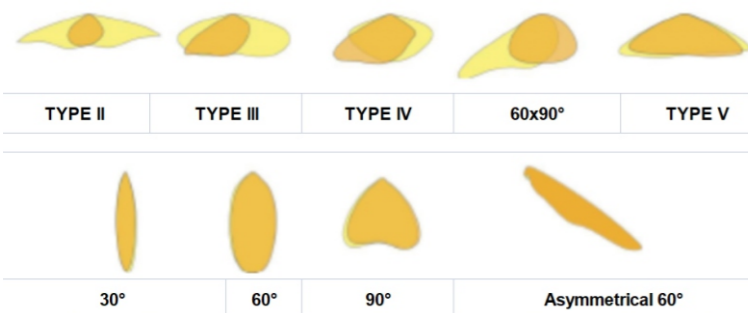 TYPE II TYPE III TYPE IV 60x90° TYPE V
30° 60° 90° Asymmetrical 60°